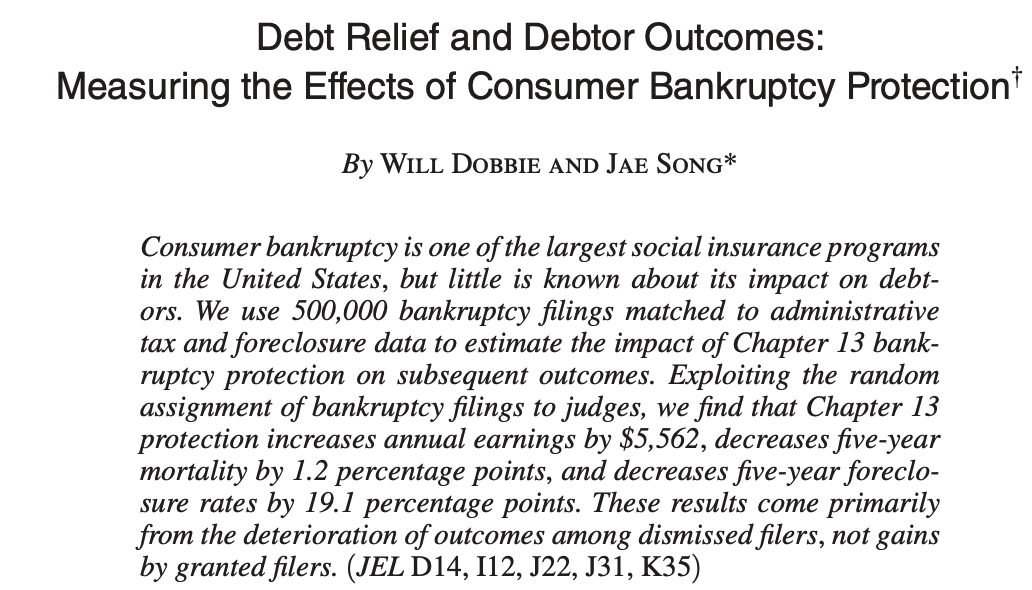 Debt Relief and Debtor Outcomes:
Measuring the Effects of Consumer Bankruptcy Protection†
By Will Dobbie and Jae Song*
Consumer bankruptcy is one of the largest social insurance programs
in the United States, but little is known about its impact on debt-
ors. We use 500,000 bankruptcy filings matched to administrative
tax and foreclosure data to estimate the impact of Chapter 13 bank-
ruptcy protection on subsequent outcomes. Exploiting the random
assignment of bankruptcy filings to judges, we find that Chapter 13
protection increases annual earnings by $5,562, decreases five-year
mortality by 1.2 percentage points, and decreases five-year foreclo-
sure rates by 19.1 percentage points. These results come primarily
from the deterioration of outcomes among dismissed filers, not gains
by granted filers. (JEL D14, I12, J22, J31, K35)